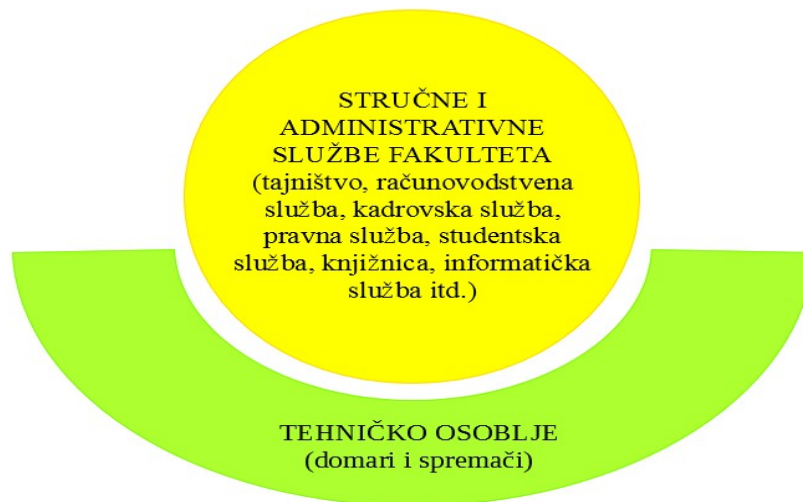 STRUČNE I
ADMINISTRATIVNE
SLUŽBE FAKULTETA
(tajništvo, računovodstvena
služba, kadrovska služba,
pravna služba, studentska
služba, knjižnica, informatička
služba itd.)
TEHNIČKO OSOBLJE
(domari i spremači)